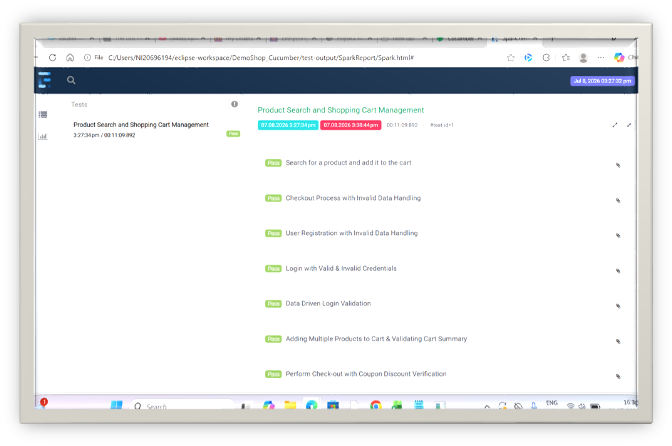 File C:/Users/NI20696194/eclipse-workspace/DemoShop_Cucumber/test-output/SparkReport/Spark.html#
Jul 8, 2026 03:27:32 pm
Tests
Product Search and Shopping Cart Management
3:27:34 pm / 00:11:09:892
Pass
Product Search and Shopping Cart Management
07.08.2026 3:27:34 pm 07.08.2026 3:38:44 pm 00:11:09:892 #test-id=1
Pass Search for a product and add it to the cart
Pass Checkout Process with Invalid Data Handling
Pass User Registration with Invalid Data Handling
Pass Login with Valid & Invalid Credentials
Pass Data Driven Login Validation
Pass Adding Multiple Products to Cart & Validating Cart Summary
Pass Perform Check-out with Coupon Discount Verification
1
Search
ENG